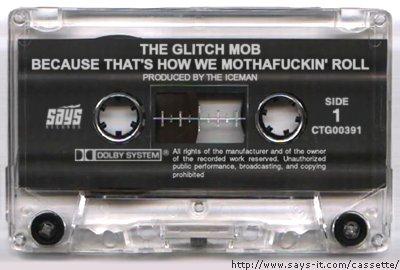 THE GLITCH MOB
BECAUSE THAT'S HOW WE MOTHAFUCKIN' ROLL
PRODUCED BY THE ICEMAN
says
RECORDS
SIDE
1
CTG00391
DOLBY SYSTEM®
All rights of the manufacturer and of the owner
of the recorded work reserved. Unauthorized
public performance, broadcasting, and copying
prohibited
http://www.says-it.com/cassette/